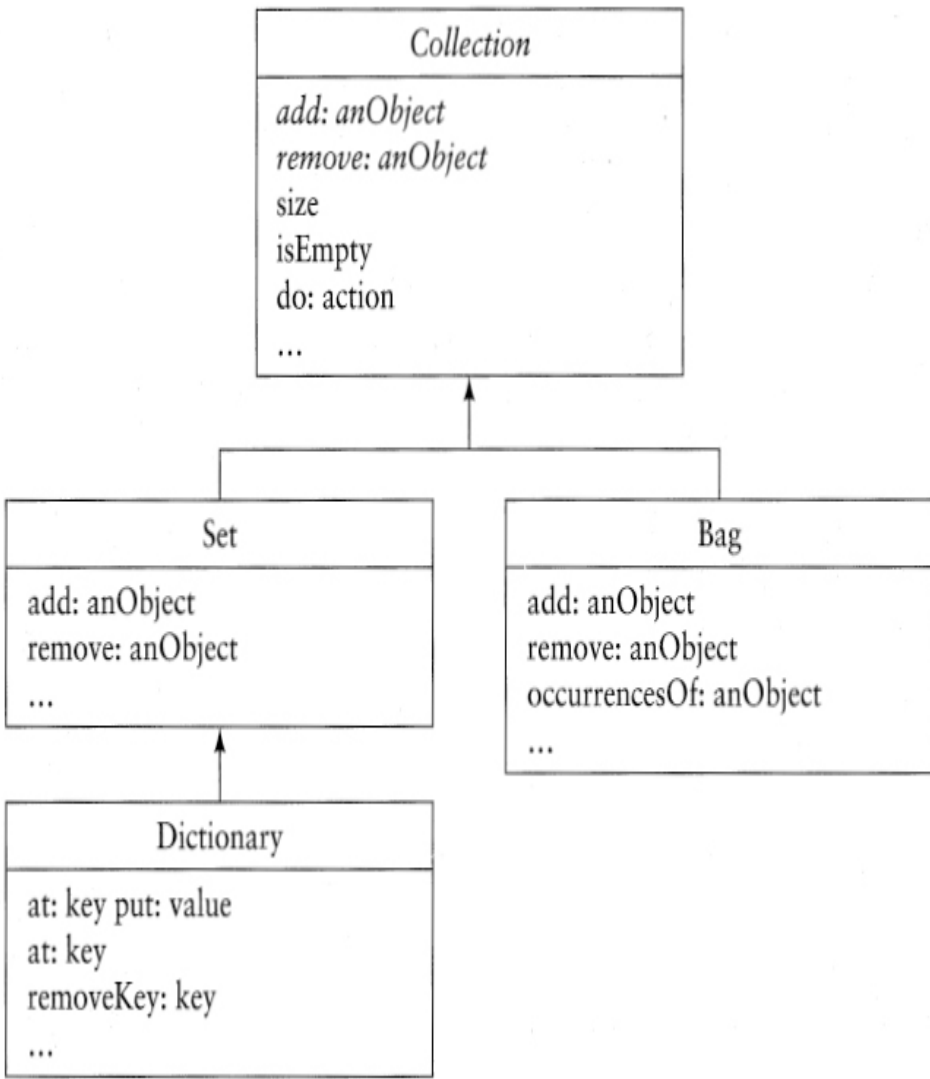 Collection
add: anObject
remove: anObject
size
isEmpty
do: action
...
Set
add: anObject
remove: anObject
...
Bag
add: anObject
remove: anObject
occurrencesOf: anObject
...
Dictionary
at: key put: value
at: key
removeKey: key
...